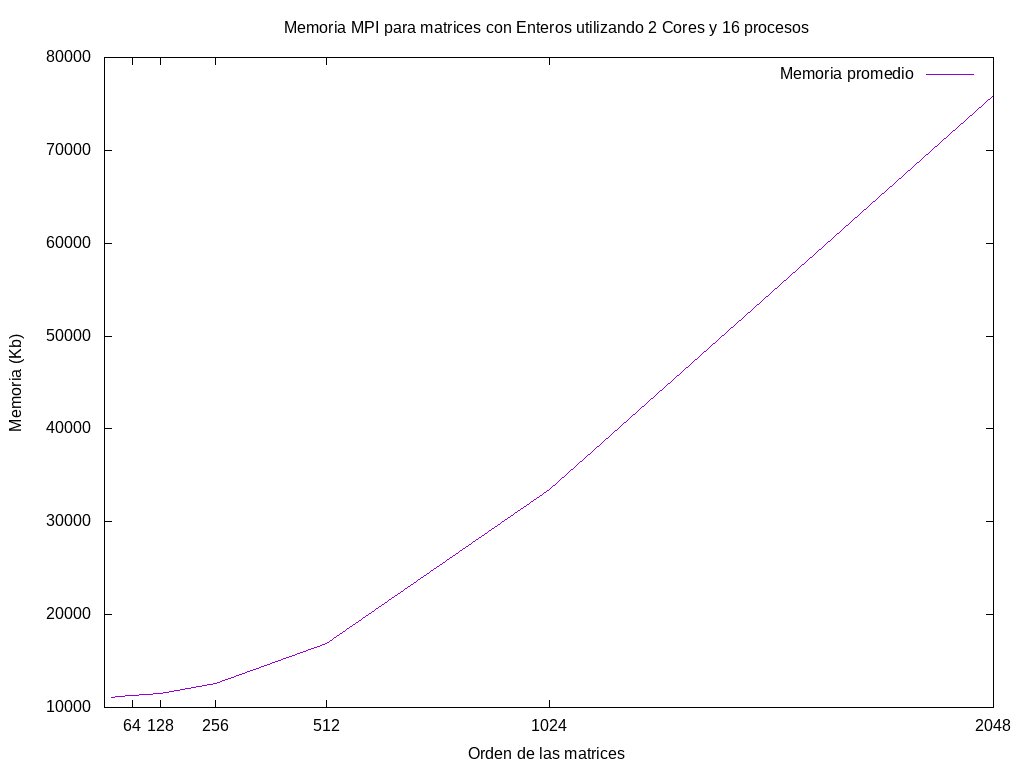 Memoria MPI para matrices con Enteros utilizando 2 Cores y 16 procesos
80000
Memoria promedio
70000
60000
50000
Memoria (Kb)
40000
30000
20000
10000
64 128 256 512 1024 2048
Orden de las matrices